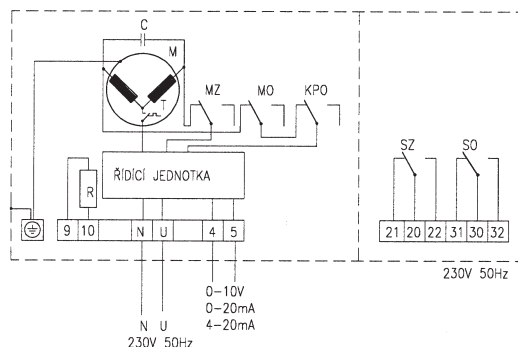 C
M
T
MZ MO KPO
SZ SO
R
ŘÍDÍCÍ JEDNOTKA
9 10 N U 4 5
21 20 22 31 30 32
230V 50Hz
0-10V
0-20mA
4-20mA
N U
230V 50Hz